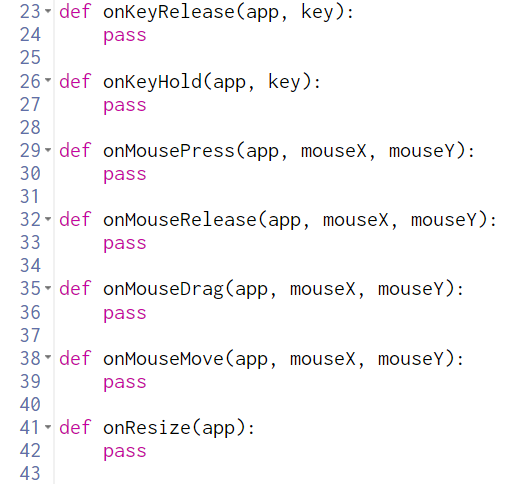 23 def onKeyRelease(app, key):
24     pass
25
26 def onKeyHold(app, key):
27     pass
28
29 def onMousePress(app, mouseX, mouseY):
30     pass
31
32 def onMouseRelease(app, mouseX, mouseY):
33     pass
34
35 def onMouseDrag(app, mouseX, mouseY):
36     pass
37
38 def onMouseMove(app, mouseX, mouseY):
39     pass
40
41 def onResize(app):
42     pass
43